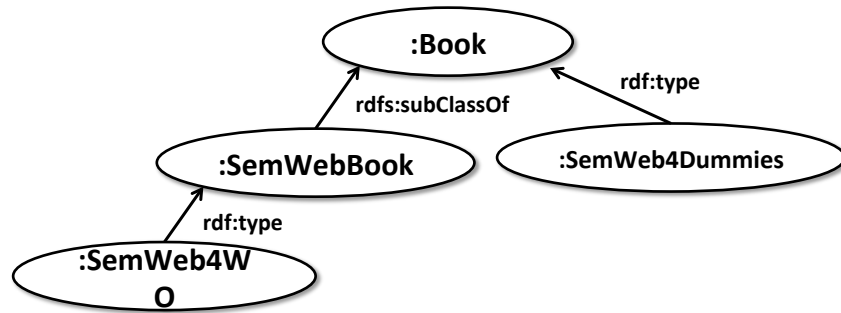 :Book
rdf:type
rdfs:subClassOf
:SemWebBook
:SemWeb4Dummies
rdf:type
:SemWeb4W
O